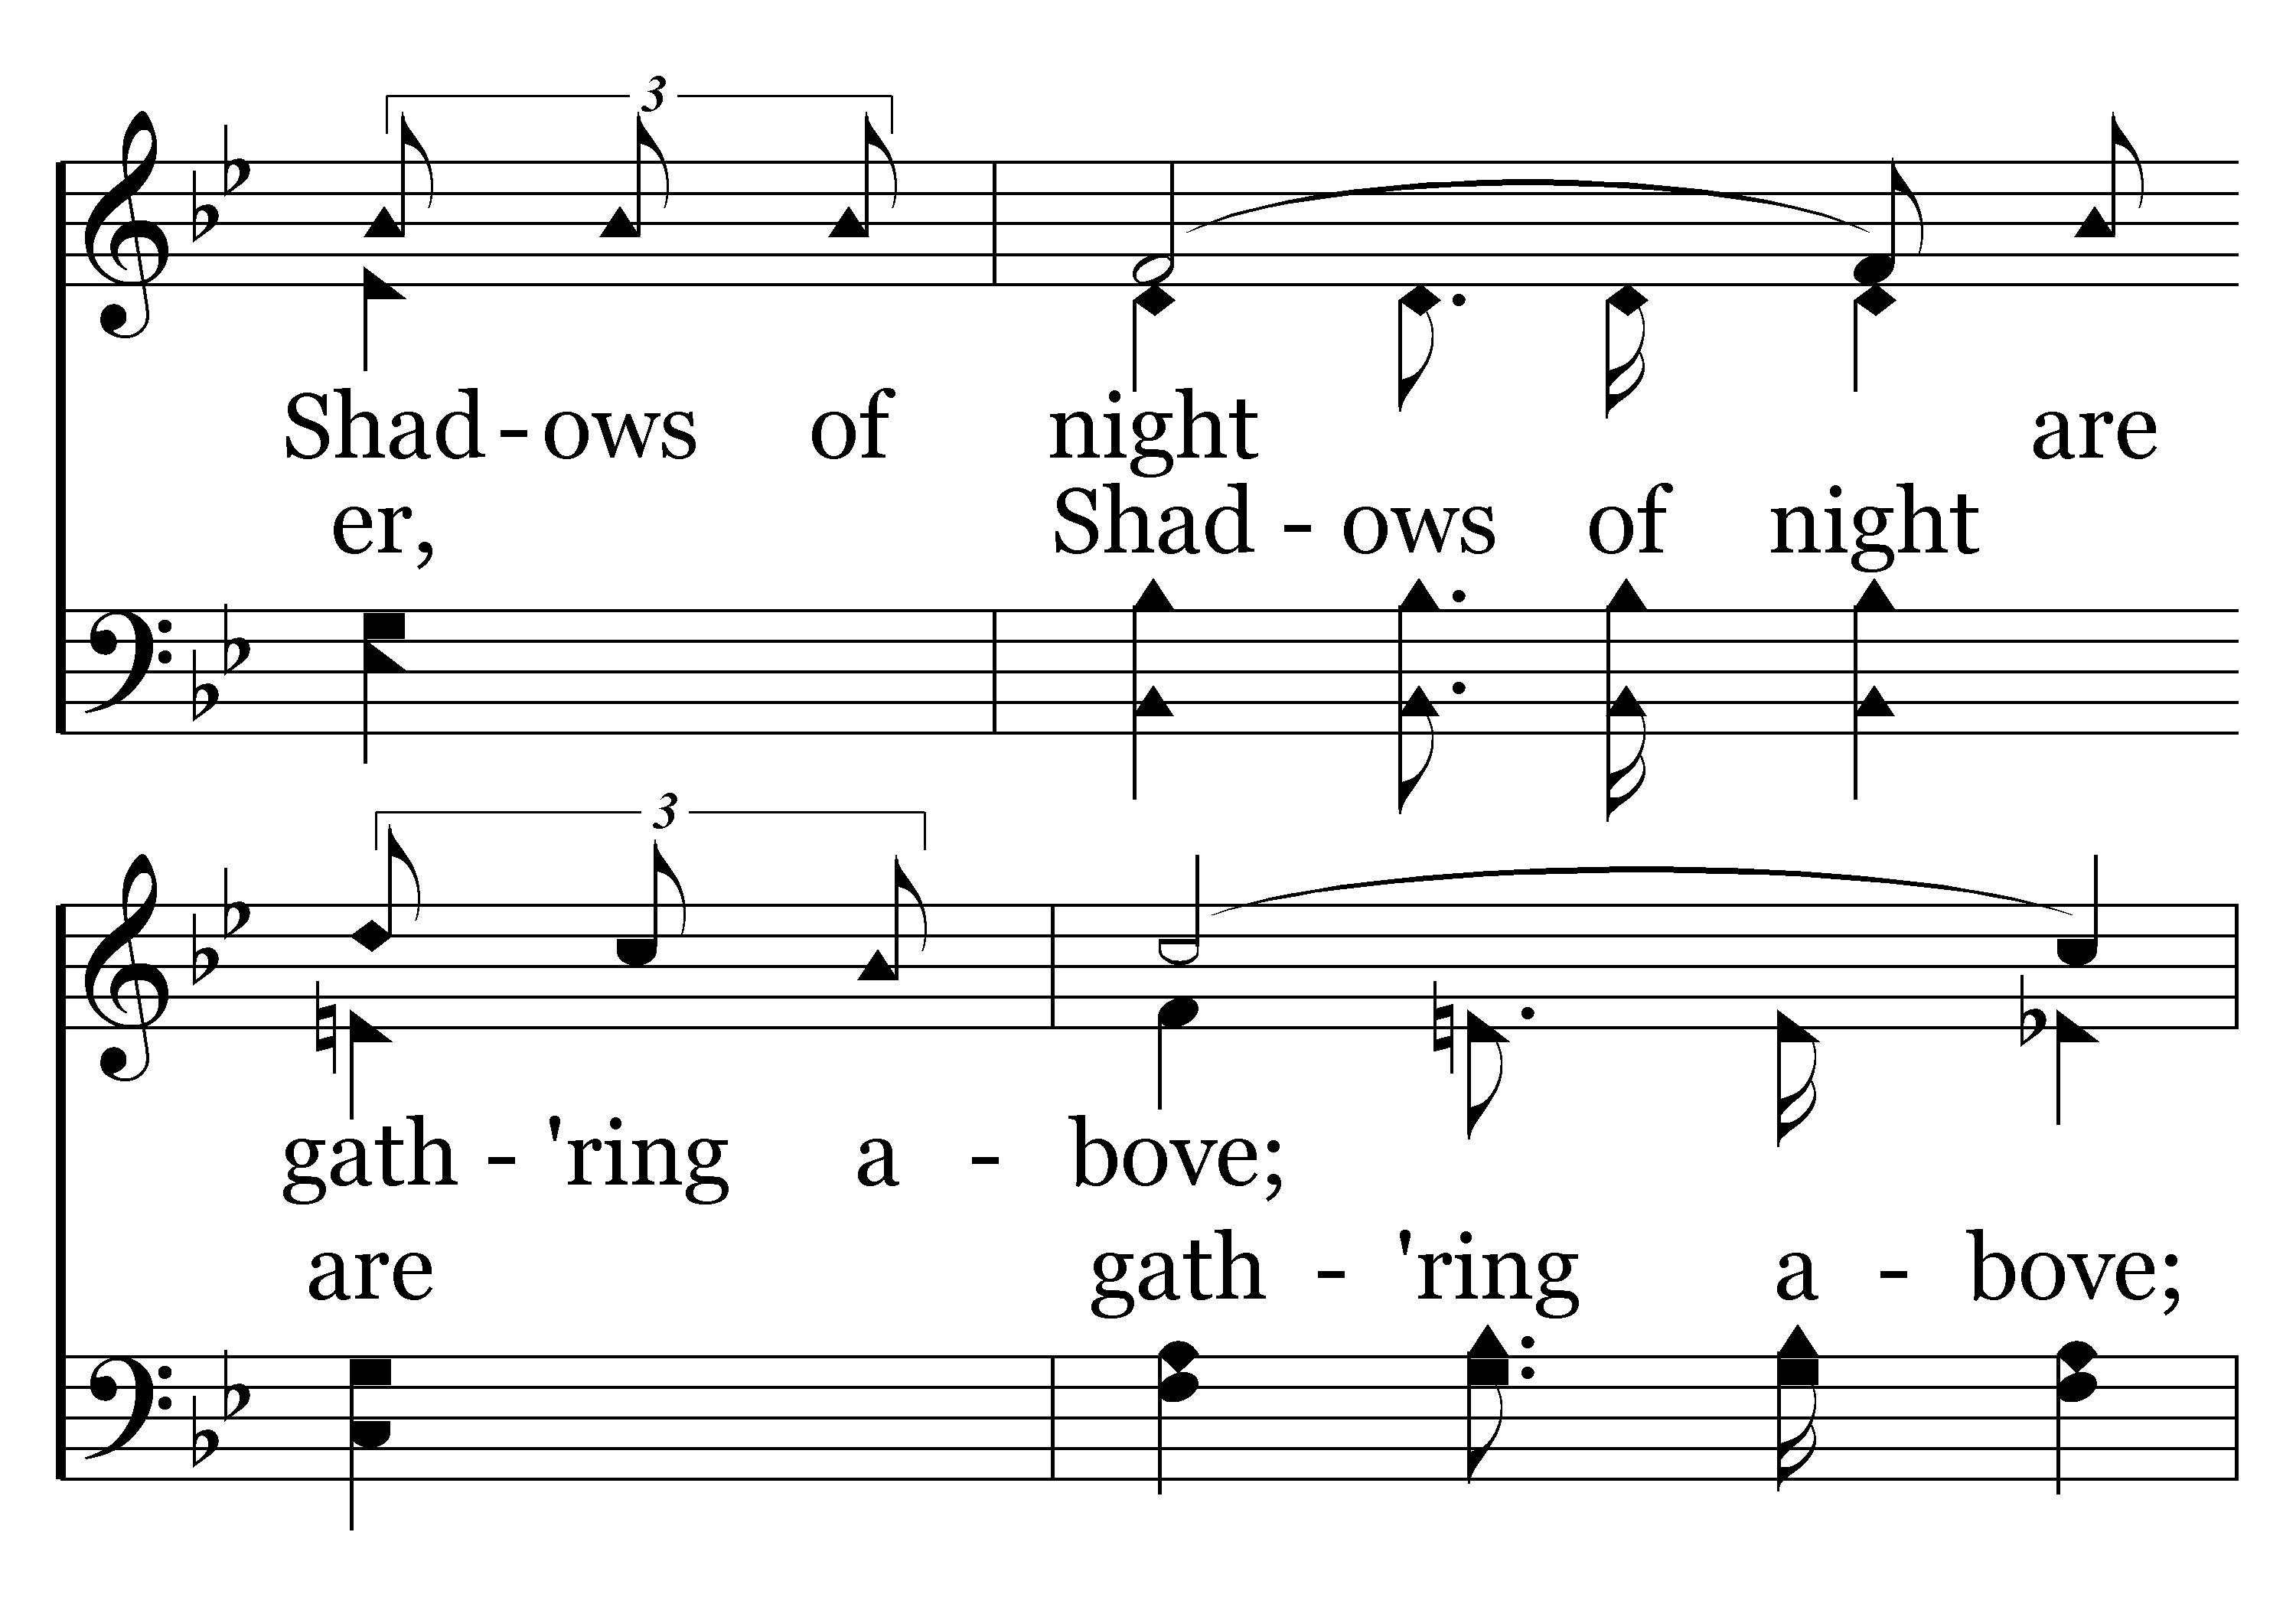 3
Shad-ows of night are
er, Shad - ows of night
3
gath - 'ring a - bove;
are gath - 'ring a - bove;